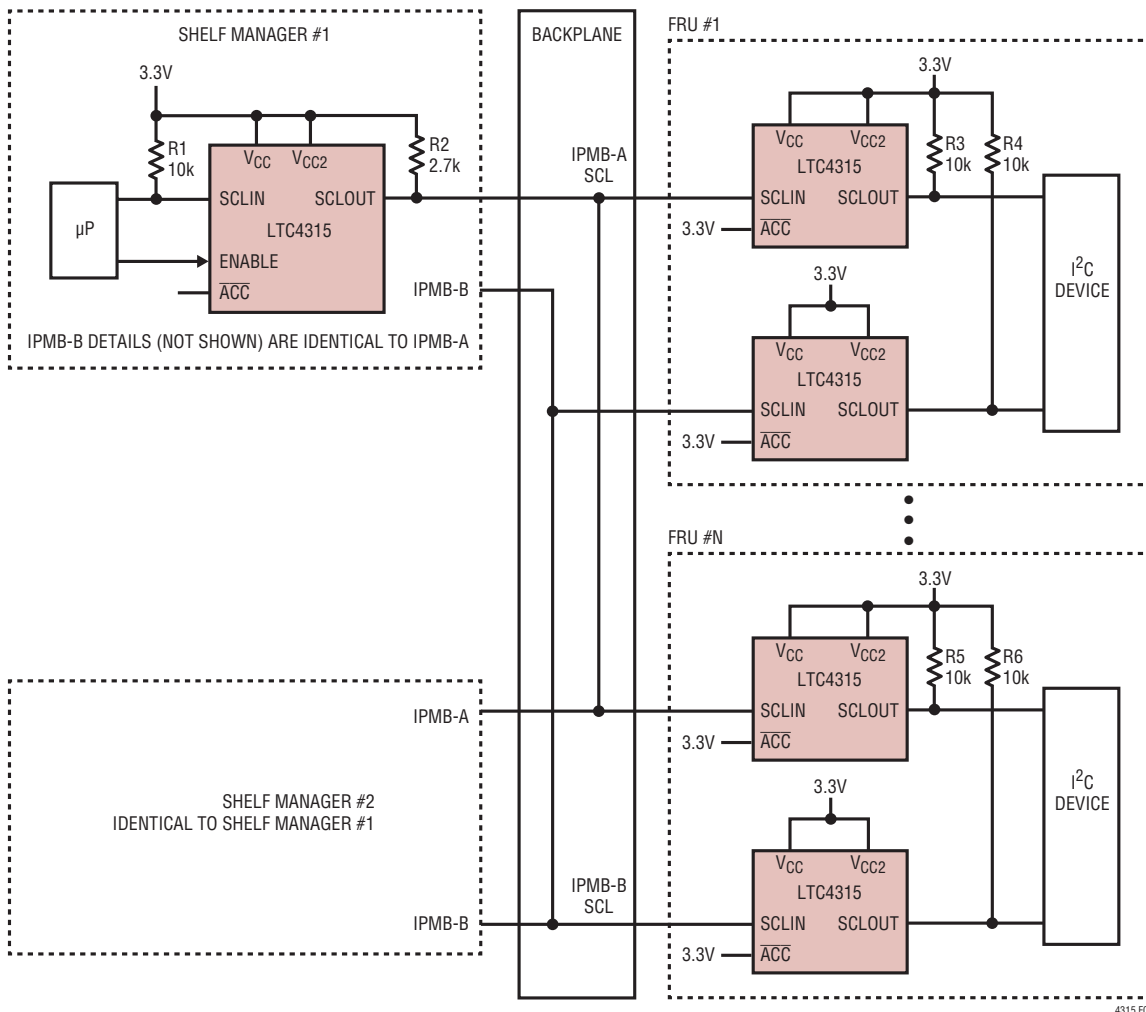 SHELF MANAGER #1
3.3V
R1
10k
R2
2.7k
VCC VCC2
SCLIN SCLOUT
LTC4315
ENABLE
ACC
µP
IPMB-B
IPMB-B DETAILS (NOT SHOWN) ARE IDENTICAL TO IPMB-A
BACKPLANE
IPMB-A
SCL
FRU #1
3.3V
VCC VCC2
LTC4315
SCLIN SCLOUT
3.3V ACC
R3
10k
R4
10k
3.3V
VCC VCC2
LTC4315
SCLIN SCLOUT
3.3V ACC
I2C
DEVICE
SHELF MANAGER #2
IDENTICAL TO SHELF MANAGER #1
IPMB-A
IPMB-B
IPMB-B
SCL
FRU #N
3.3V
VCC VCC2
LTC4315
SCLIN SCLOUT
3.3V ACC
R5
10k
R6
10k
3.3V
VCC VCC2
LTC4315
SCLIN SCLOUT
3.3V ACC
I2C
DEVICE
4315